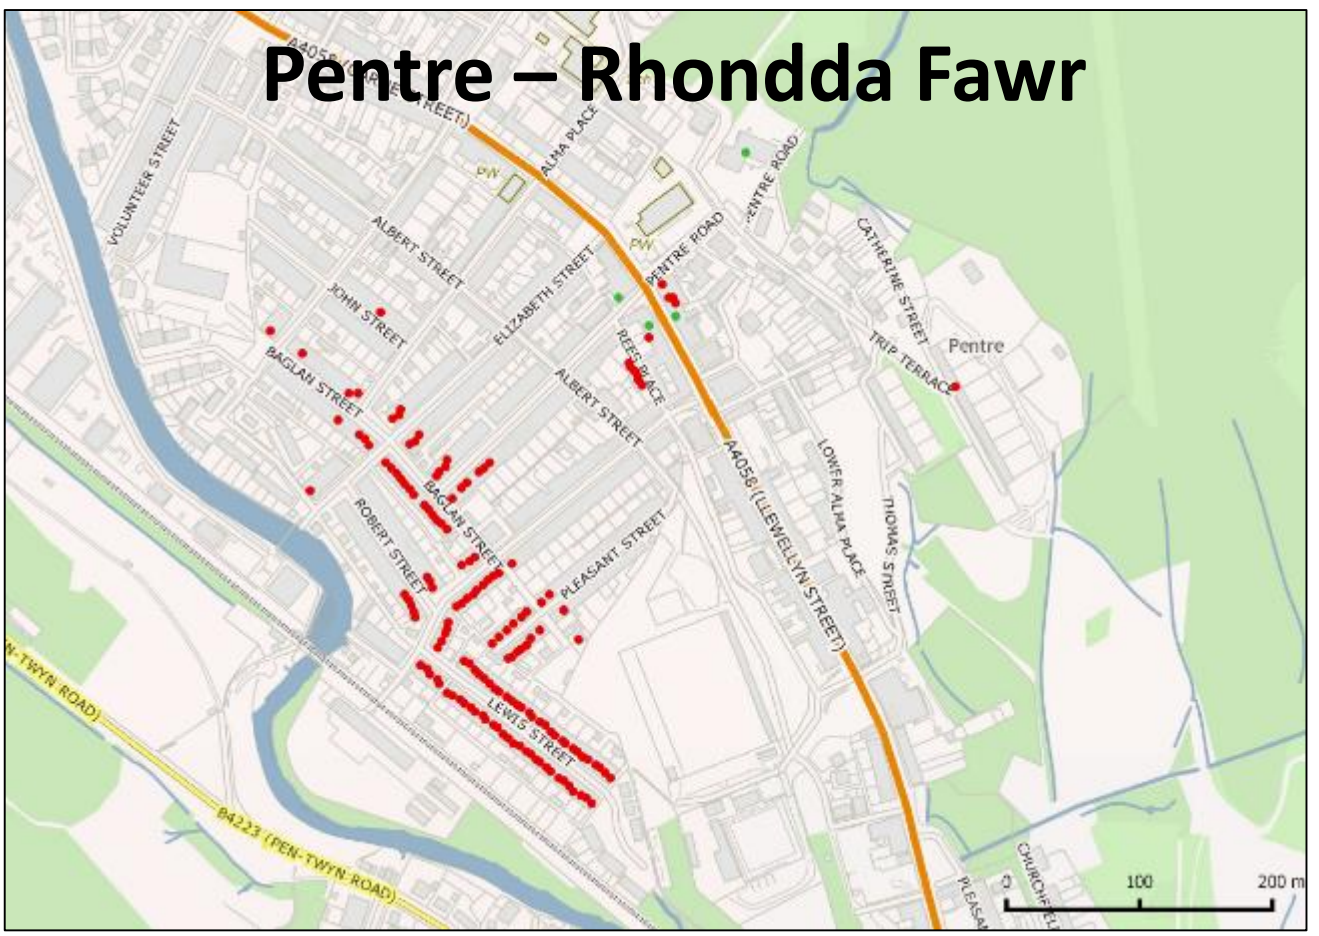 Pentre – Rhondda Fawr
STREET)
ALMA PLACE
VOLUNTEER STREET
PW
PENTRE ROAD
ALBERT STREET
PENTRE ROAD
PW
CATHERINE STREET
ELIZABETH STREET
JOHN STREET
REES PLACE
TRIP TERRACE
Pentre
BAGLAN STREET
ALBERT STREET
A4058 (LLEWELLYN STREET)
LOWER ALMA PLACE
BAGLAN STREET
ROBERT STREET
THOMAS STREET
PLEASANT STREET
N-TWYN ROAD)
LEWIS STREET
B4223 (PEN-TWYN ROAD)
CHURCHFIEL
PLEASAN
0 100 200 m